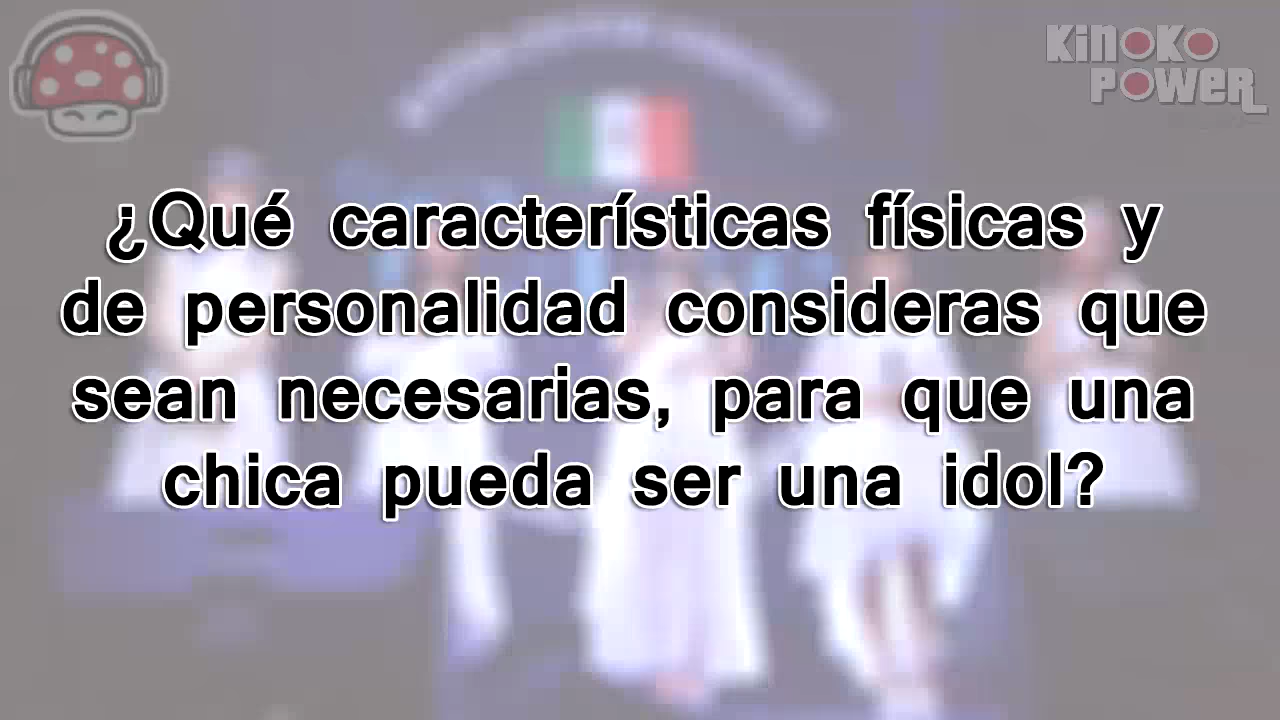 KINOKO
POWER
¿Qué características físicas y
de personalidad consideras que
sean necesarias, para que una
chica pueda ser una idol?